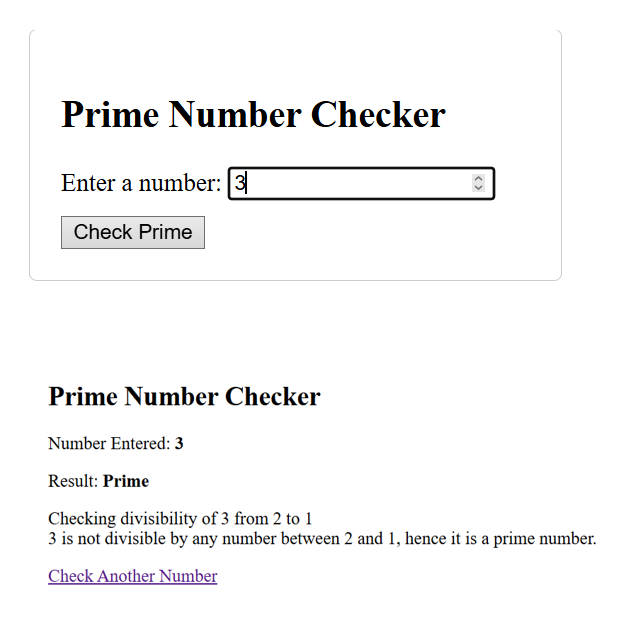 Prime Number Checker
Enter a number: 3
Check Prime
Prime Number Checker
Number Entered: 3
Result: Prime
Checking divisibility of 3 from 2 to 1
3 is not divisible by any number between 2 and 1, hence it is a prime number.
Check Another Number